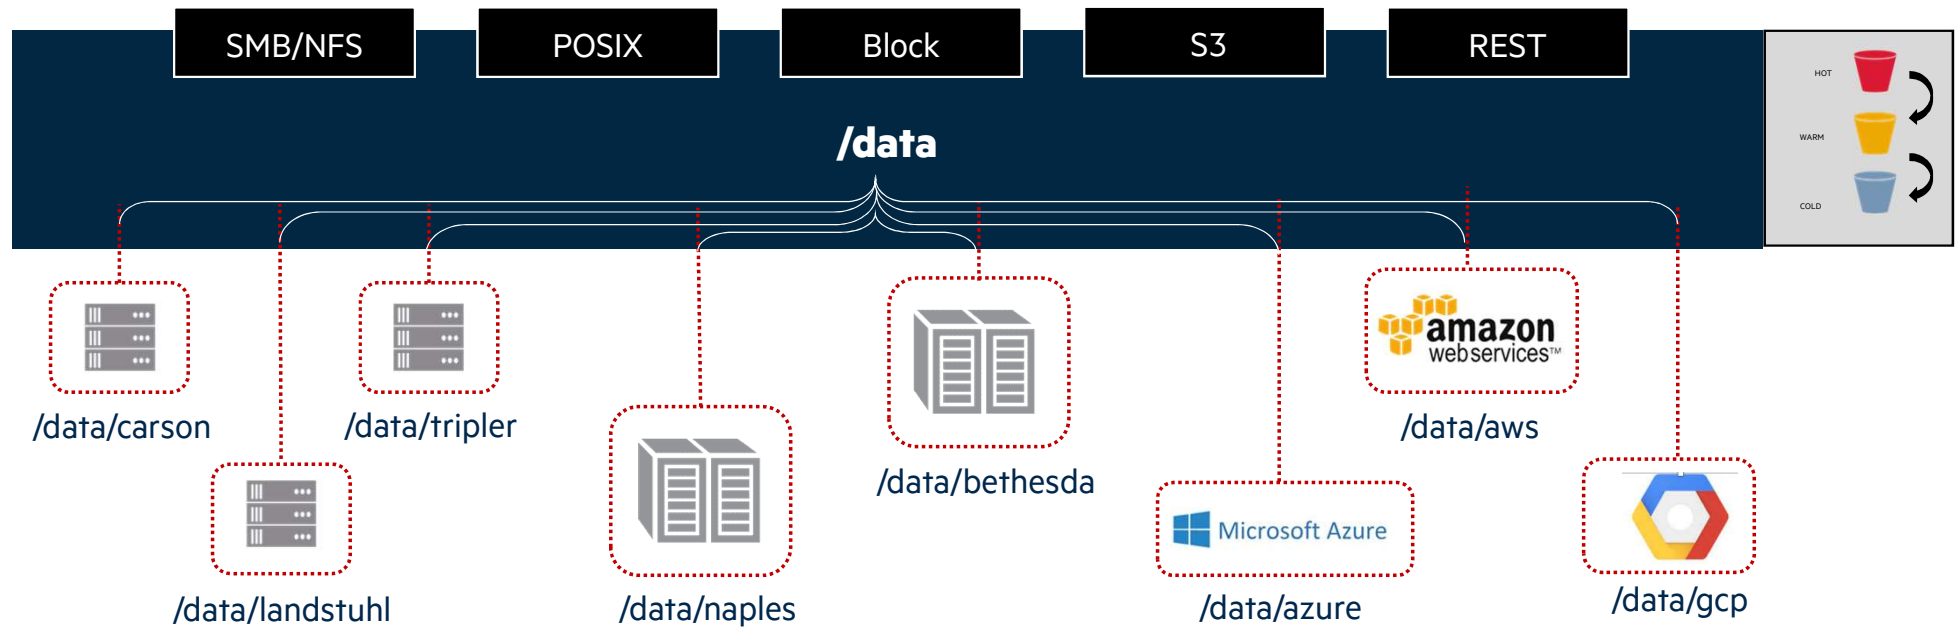 SMB/NFS
POSIX
Block
S3
REST
HOT
WARM
COLD
/data
amazon
webservices™
/data/carson
/data/tripler
/data/aws
/data/bethesda
Microsoft Azure
/data/landstuhl
/data/naples
/data/azure
/data/gcp